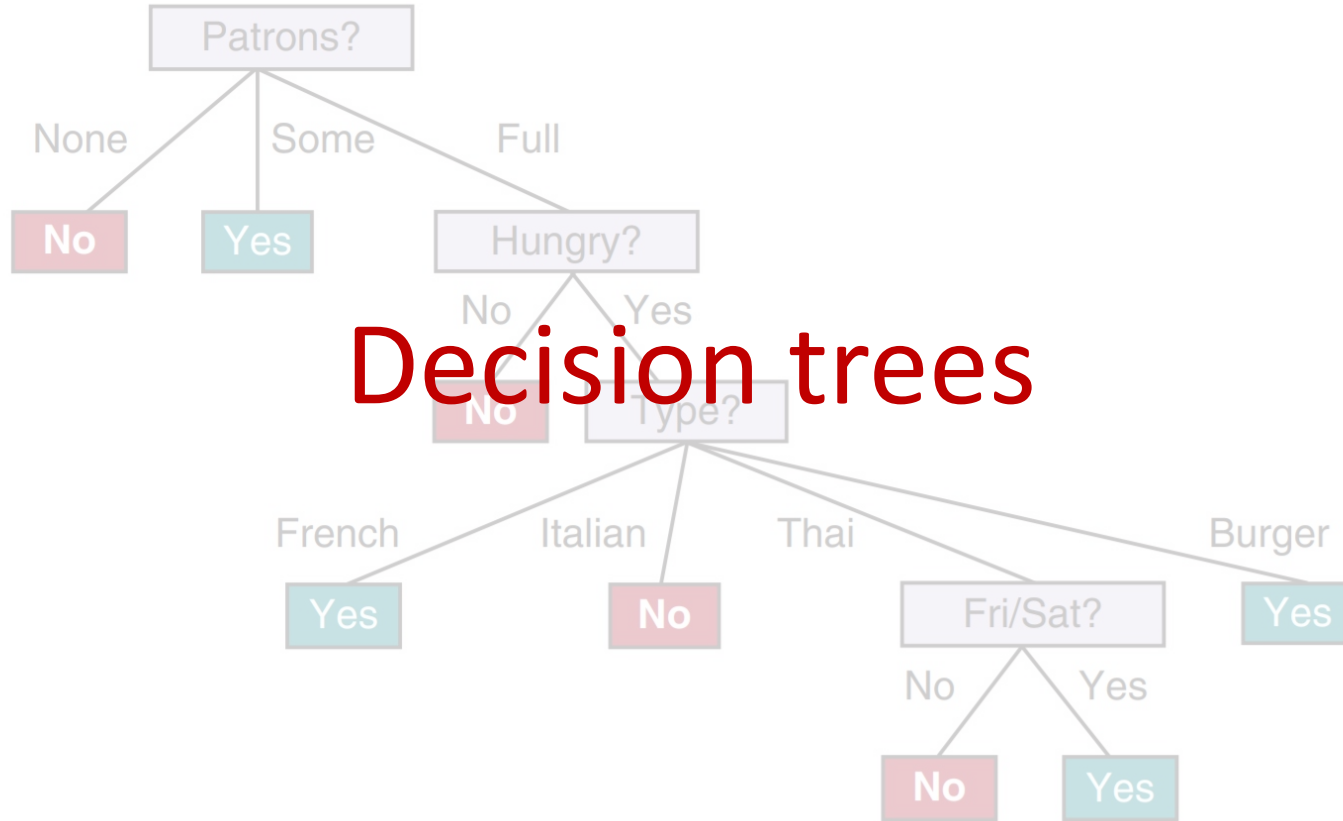 Patrons?
None Some Full
No Yes Hungry?
No Yes
Decision trees
No Type?
French Italian Thai Burger
Yes No Fri/Sat? Yes
No Yes
No Yes